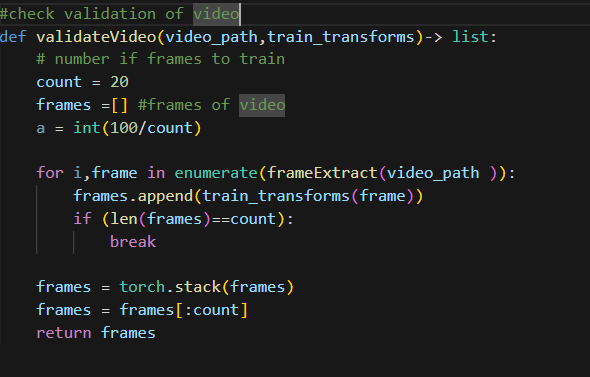 #check validation of video
def validateVideo(video_path,train_transforms)-> list:
    # number if frames to train
    count = 20
    frames =[] #frames of video
    a = int(100/count)

    for i,frame in enumerate(frameExtract(video_path )):
        frames.append(train_transforms(frame))
        if (len(frames)==count):
            break

    frames = torch.stack(frames)
    frames = frames[:count]
    return frames